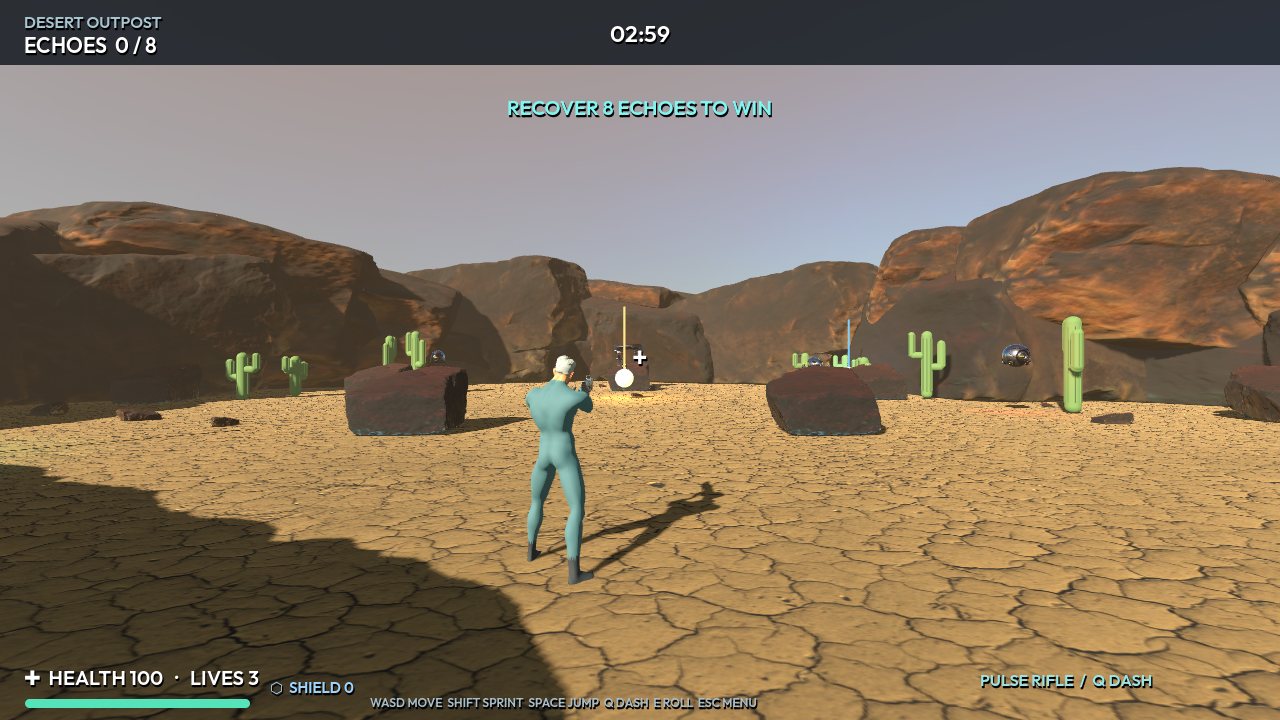 DESERT OUTPOST
ECHOES 0 / 8
02:59
RECOVER 8 ECHOES TO WIN
HEALTH 100 · LIVES 3
SHIELD 0
PULSE RIFLE / Q DASH
WASD MOVE SHIFT SPRINT SPACE JUMP Q DASH E ROLL ESC MENU